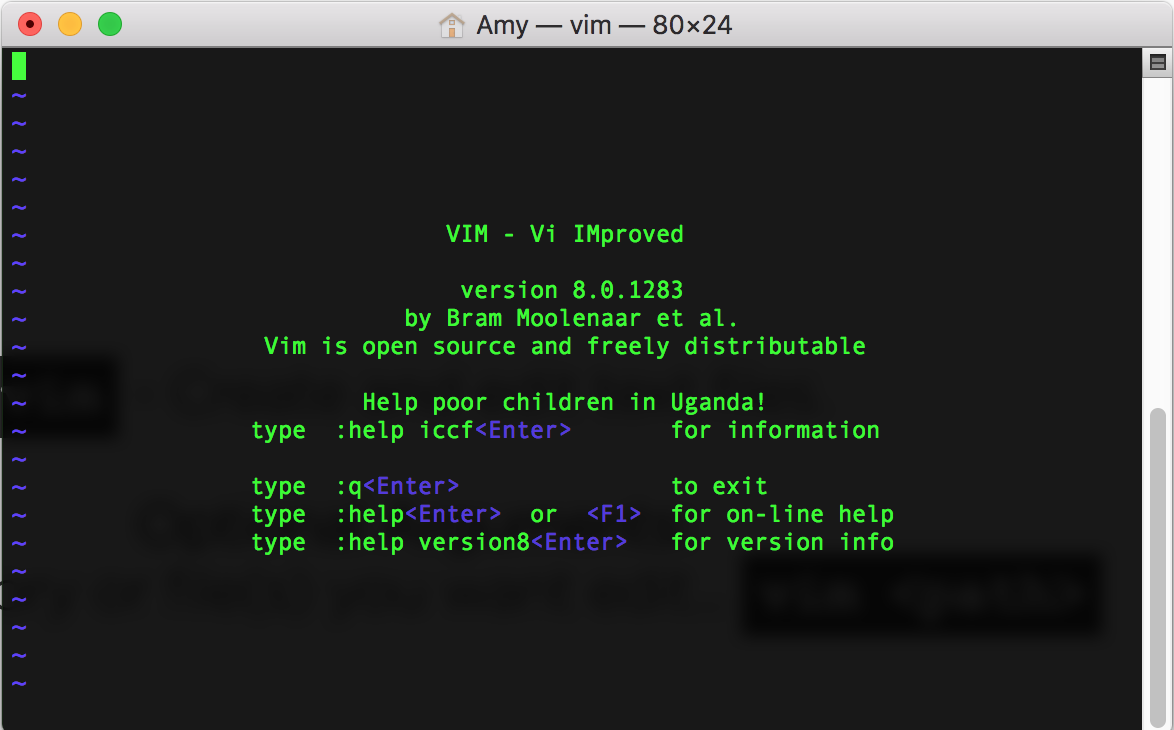 Amy — vim — 80×24
~
~
~
~
~
~ VIM - Vi IMproved
~
~ version 8.0.1283
~ by Bram Moolenaar et al.
~ Vim is open source and freely distributable
~
~ Help poor children in Uganda!
~ type :help iccf<Enter> for information
~
~ type :q<Enter> to exit
~ type :help<Enter> or <F1> for on-line help
~ type :help version8<Enter> for version info
~
~
~
~
~